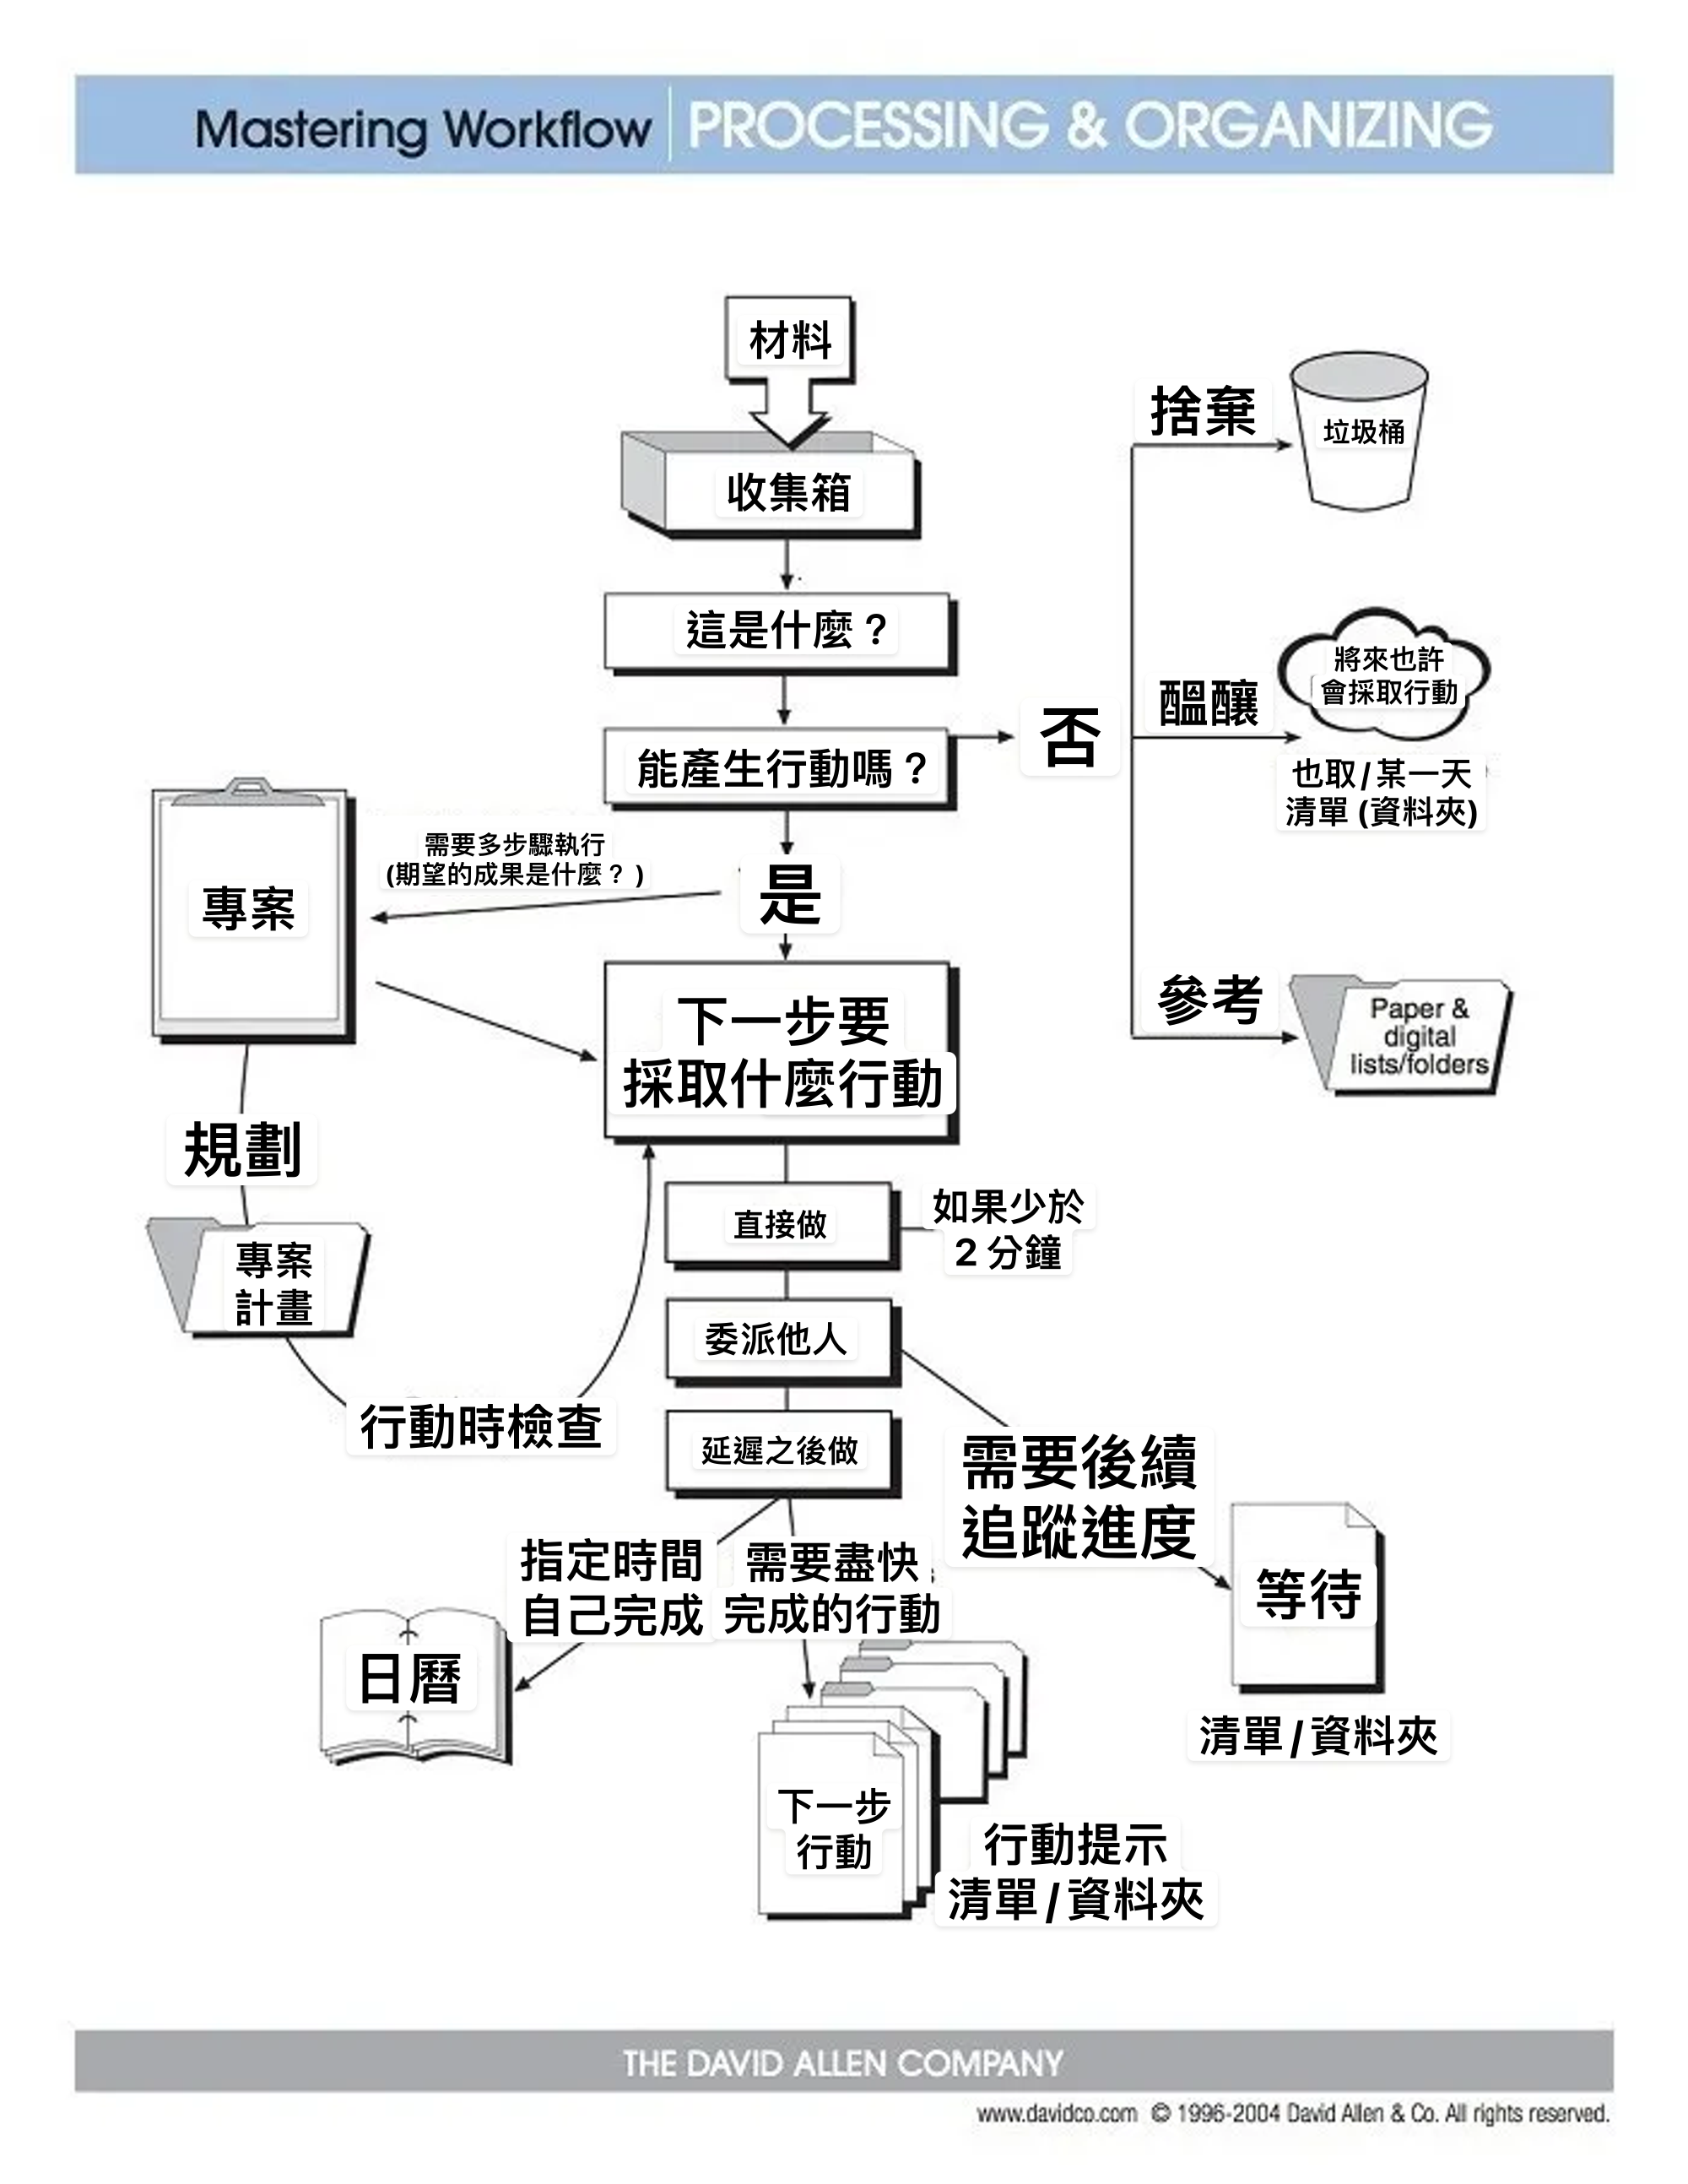 Mastering Workflow PROCESSING & ORGANIZING
材料
收集箱
這是什麼？
能產生行動嗎？
否
捨棄
垃圾桶
醞釀
將來也許
會採取行動
也取/某一天
清單 (資料夾)
參考
Paper &
digital
lists/folders
是
需要多步驟執行
(期望的成果是什麼？)
專案
規劃
專案
計畫
行動時檢查
下一步要
採取什麼行動
直接做
如果少於
2 分鐘
委派他人
延遲之後做
需要後續
追蹤進度
等待
清單/資料夾
指定時間
自己完成
日曆
需要盡快
完成的行動
下一步
行動
行動提示
清單/資料夾
THE DAVID ALLEN COMPANY
www.davidco.com © 1996-2004 David Allen & Co. All rights reserved.